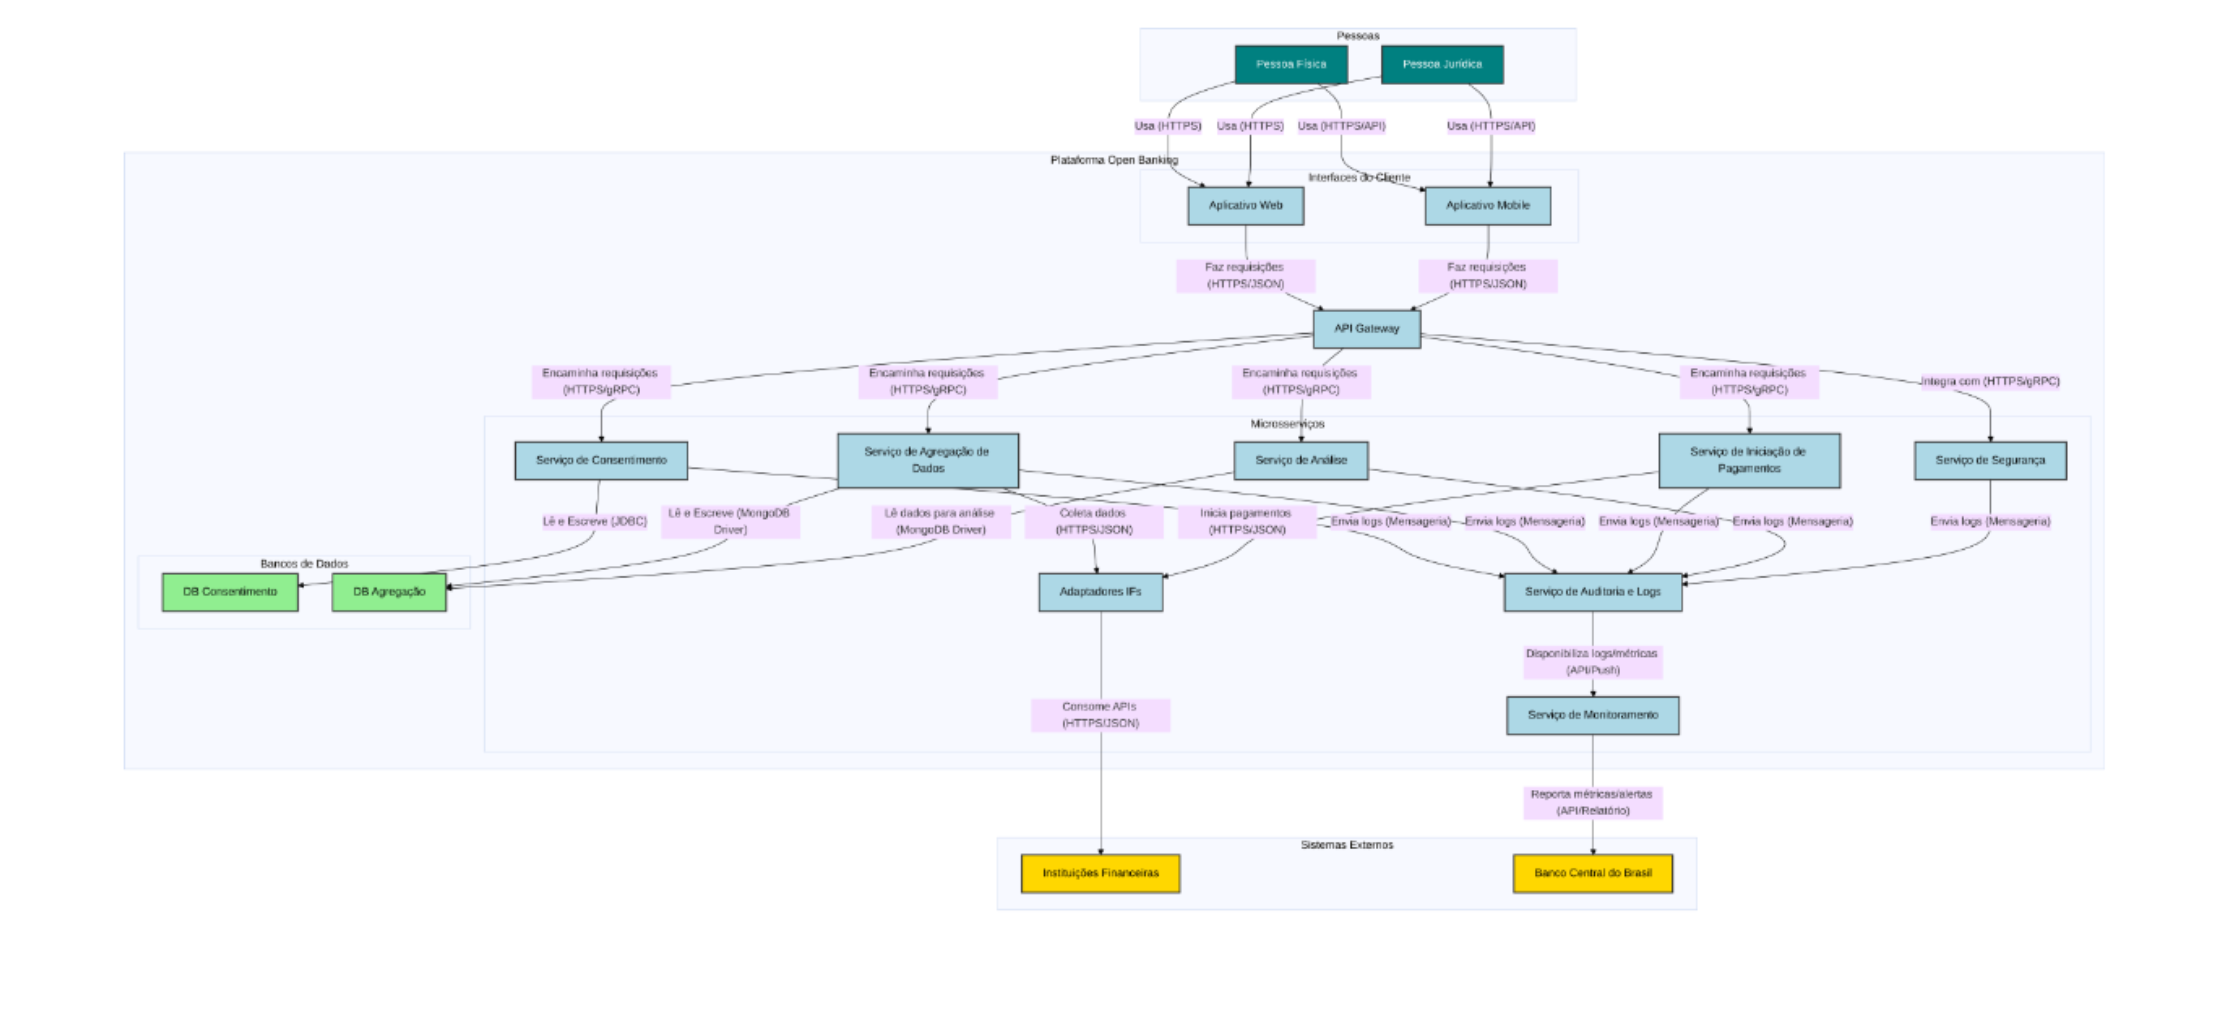 Pessoas
Pessoa Física
Pessoa Jurídica
Usa (HTTPS)
Usa (HTTPS)
Usa (HTTPS/API)
Usa (HTTPS/API)
Plataforma Open Banking
Interfaces do Cliente
Aplicativo Web
Aplicativo Mobile
Faz requisições
(HTTPS/JSON)
Faz requisições
(HTTPS/JSON)
API Gateway
Encaminha requisições
(HTTPS/gRPC)
Encaminha requisições
(HTTPS/gRPC)
Encaminha requisições
(HTTPS/gRPC)
Encaminha requisições
(HTTPS/gRPC)
Integra com (HTTPS/gRPC)
Microsserviços
Serviço de Consentimento
Serviço de Agregação de
Dados
Serviço de Análise
Serviço de Iniciação de
Pagamentos
Serviço de Segurança
Lê e Escreve (JDBC)
Lê e Escreve (MongoDB
Driver)
Lê dados para análise
(MongoDB Driver)
Coleta dados
(HTTPS/JSON)
Inicia pagamentos
(HTTPS/JSON)
Envia logs (Mensageria)
Envia logs (Mensageria)
Envia logs (Mensageria)
Envia logs (Mensageria)
Envia logs (Mensageria)
Bancos de Dados
DB Consentimento
DB Agregação
Adaptadores IFs
Serviço de Auditoria e Logs
Disponibiliza logs/métricas
(API/Push)
Consome APIs
(HTTPS/JSON)
Serviço de Monitoramento
Reporta métricas/alertas
(API/Relatório)
Sistemas Externos
Instituições Financeiras
Banco Central do Brasil